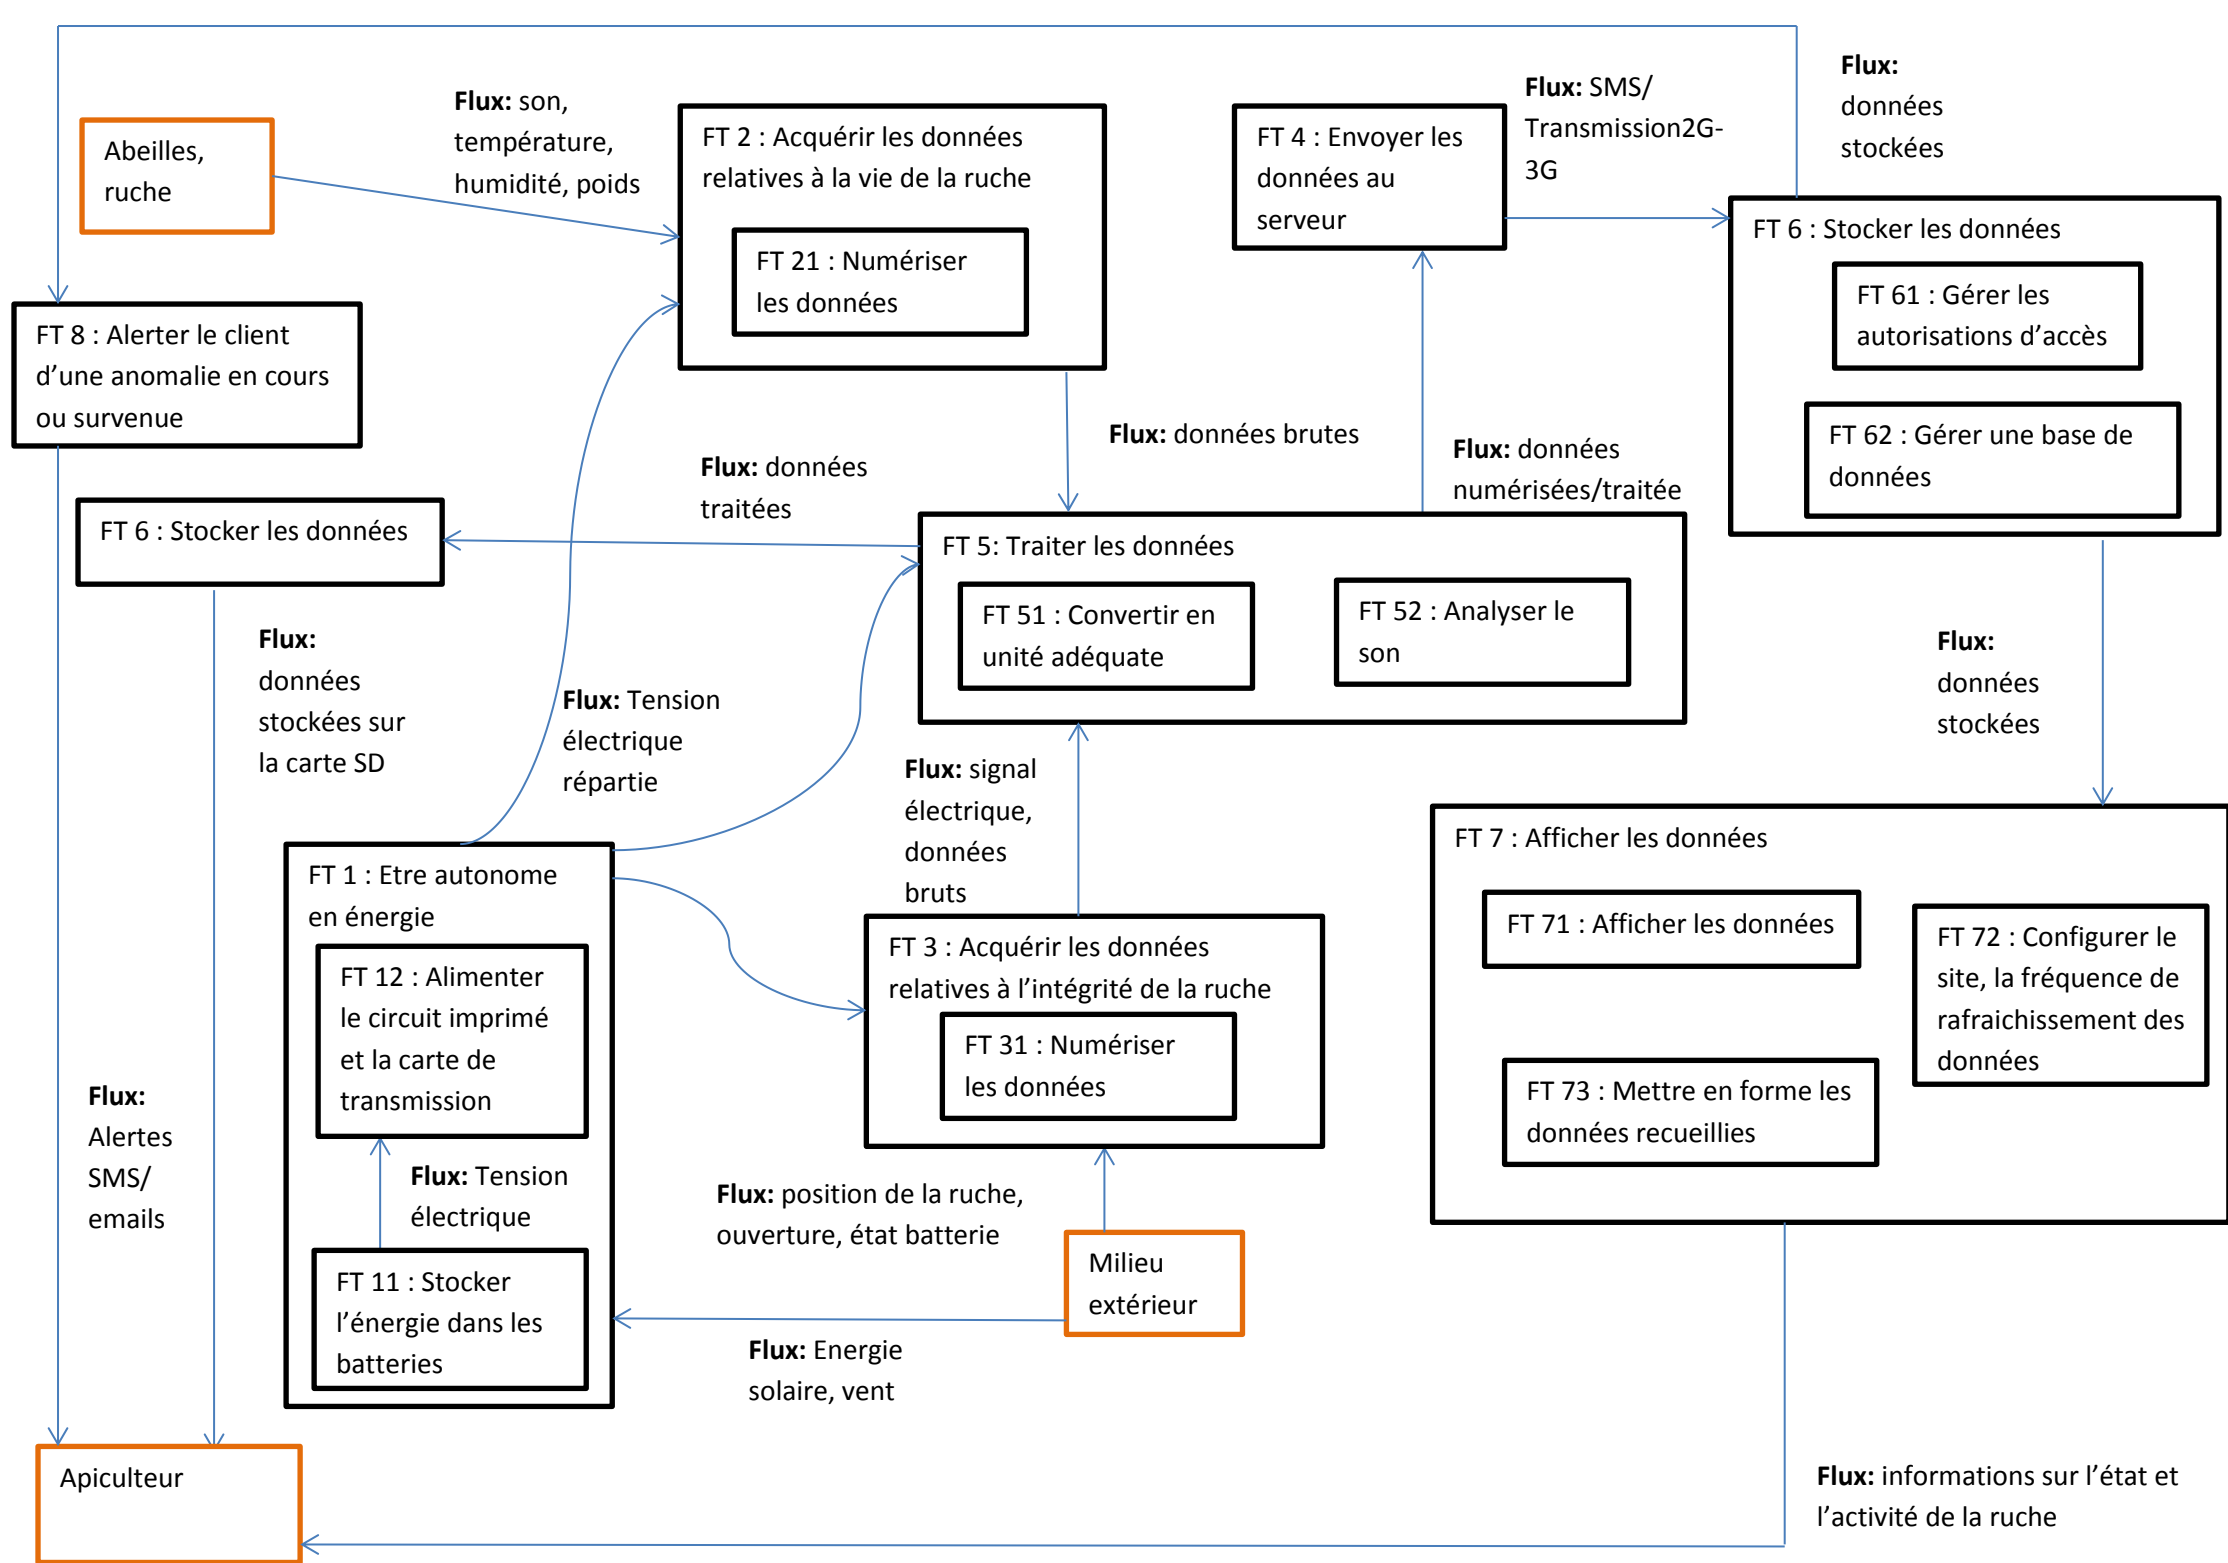 Flux:
données
stockées
Flux: SMS/
Transmission2G-
3G
Flux: son,
température,
humidité, poids
Abeilles,
ruche
FT 2 : Acquérir les données
relatives à la vie de la ruche
FT 21 : Numériser
les données
FT 4 : Envoyer les
données au
serveur
FT 6 : Stocker les données
FT 61 : Gérer les
autorisations d’accès
FT 62 : Gérer une base de
données
FT 8 : Alerter le client
d’une anomalie en cours
ou survenue
Flux: données brutes
Flux: données
numérisées/traitée
Flux: données
traitées
FT 6 : Stocker les données
FT 5: Traiter les données
FT 51 : Convertir en
unité adéquate
FT 52 : Analyser le
son
Flux:
données
stockées sur
la carte SD
Flux: Tension
électrique
répartie
Flux: signal
électrique,
données
bruts
Flux:
données
stockées
FT 7 : Afficher les données
FT 71 : Afficher les données
FT 72 : Configurer le
site, la fréquence de
rafraichissement des
données
FT 73 : Mettre en forme les
données recueillies
FT 1 : Etre autonome
en énergie
FT 12 : Alimenter
le circuit imprimé
et la carte de
transmission
Flux: Tension
électrique
FT 11 : Stocker
l’énergie dans les
batteries
FT 3 : Acquérir les données
relatives à l’intégrité de la ruche
FT 31 : Numériser
les données
Flux:
Alertes
SMS/
emails
Flux: position de la ruche,
ouverture, état batterie
Milieu
extérieur
Flux: Energie
solaire, vent
Apiculteur
Flux: informations sur l’état et
l’activité de la ruche